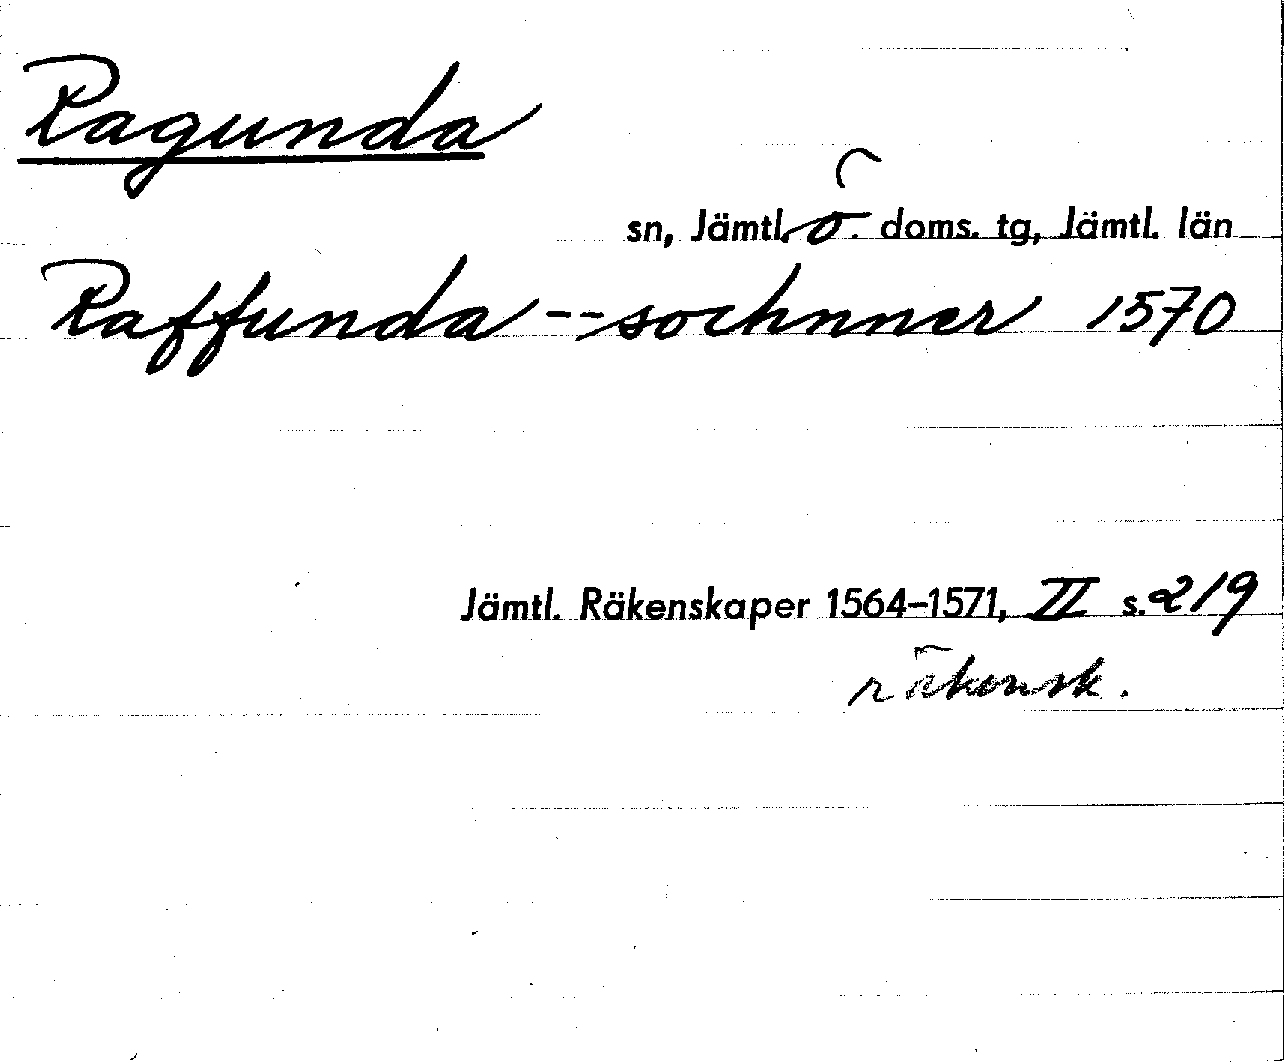 Ragunda
sn, Jämtl. ö. doms. tg, Jämtl. län
Raffunda -- sochnner 1570
Jämtl. Räkenskaper 1564–1571, II s. 219
räkensk.